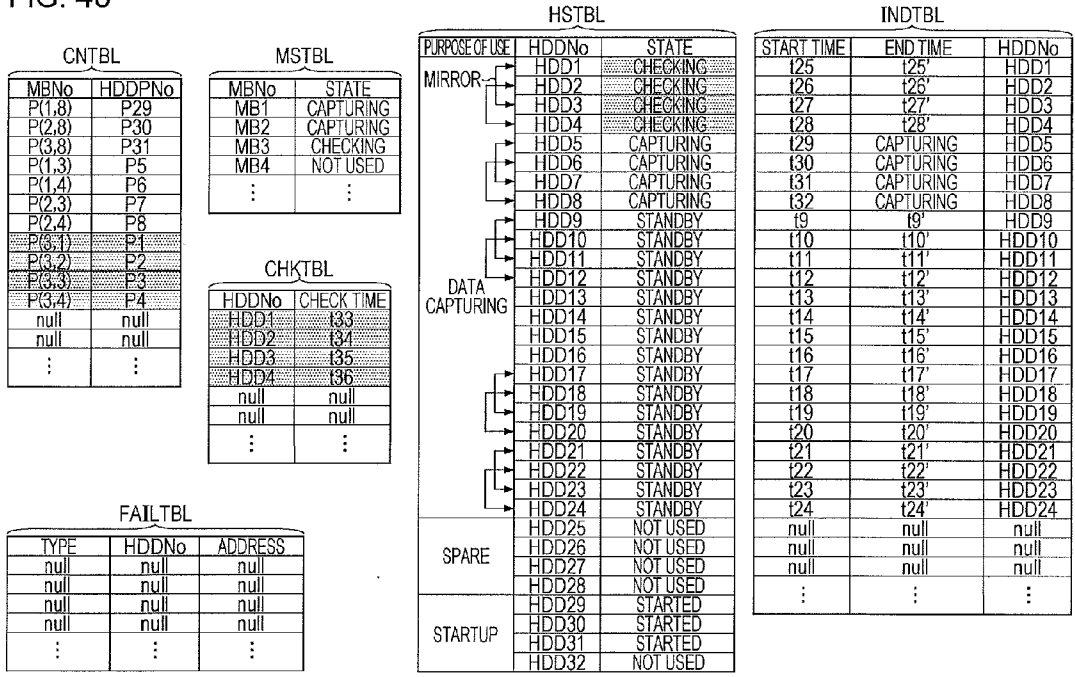 FIG. 40
CNTBL
MBNo HDDPNo
P(1,8) P29
P(2,8) P30
P(3,8) P31
P(1,3) P5
P(1,4) P6
P(2,3) P7
P(2,4) P8
P(3,1) P1
P(3,2) P2
P(3,3) P3
P(3,4) P4
null null
null null
⋮ ⋮
MSTBL
MBNo STATE
MB1 CAPTURING
MB2 CAPTURING
MB3 CHECKING
MB4 NOT USED
⋮ ⋮
CHKTBL
HDDNo CHECK TIME
HDD1 t33
HDD2 t34
HDD3 t35
HDD4 t36
null null
null null
⋮ ⋮
FAILTBL
TYPE HDDNo ADDRESS
null null null
null null null
null null null
null null null
⋮ ⋮ ⋮
HSTBL
PURPOSE OF USE HDDNo STATE
MIRROR
HDD1 CHECKING
HDD2 CHECKING
HDD3 CHECKING
HDD4 CHECKING
HDD5 CAPTURING
HDD6 CAPTURING
HDD7 CAPTURING
HDD8 CAPTURING
HDD9 STANDBY
HDD10 STANDBY
HDD11 STANDBY
DATA
CAPTURING
HDD12 STANDBY
HDD13 STANDBY
HDD14 STANDBY
HDD15 STANDBY
HDD16 STANDBY
HDD17 STANDBY
HDD18 STANDBY
HDD19 STANDBY
HDD20 STANDBY
HDD21 STANDBY
HDD22 STANDBY
HDD23 STANDBY
HDD24 STANDBY
SPARE
HDD25 NOT USED
HDD26 NOT USED
HDD27 NOT USED
HDD28 NOT USED
STARTUP
HDD29 STARTED
HDD30 STARTED
HDD31 STARTED
HDD32 NOT USED
INDTBL
START TIME END TIME HDDNo
t25 t25' HDD1
t26 t26' HDD2
t27 t27' HDD3
t28 t28' HDD4
t29 CAPTURING HDD5
t30 CAPTURING HDD6
t31 CAPTURING HDD7
t32 CAPTURING HDD8
t9 t9' HDD9
t10 t10' HDD10
t11 t11' HDD11
t12 t12' HDD12
t13 t13' HDD13
t14 t14' HDD14
t15 t15' HDD15
t16 t16' HDD16
t17 t17' HDD17
t18 t18' HDD18
t19 t19' HDD19
t20 t20' HDD20
t21 t21' HDD21
t22 t22' HDD22
t23 t23' HDD23
t24 t24' HDD24
null null null
null null null
null null null
⋮ ⋮ ⋮